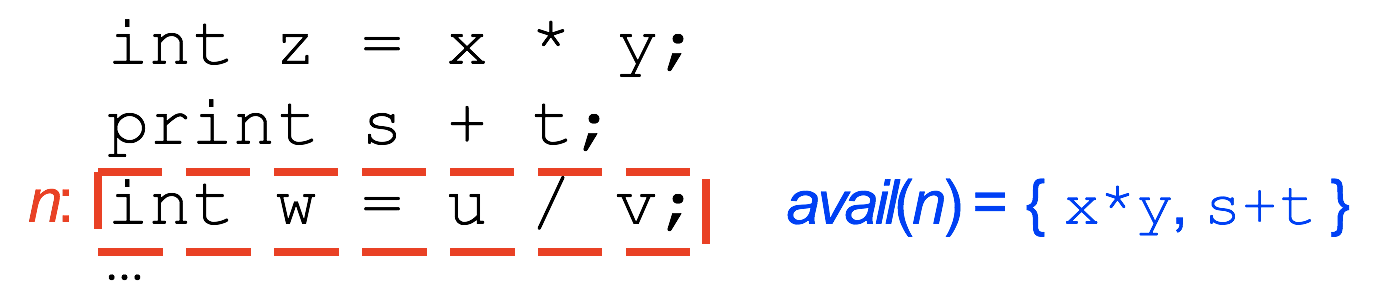 int z = x * y;
print s + t;
n: int w = u / v; avail(n) = { x*y, s+t }
…